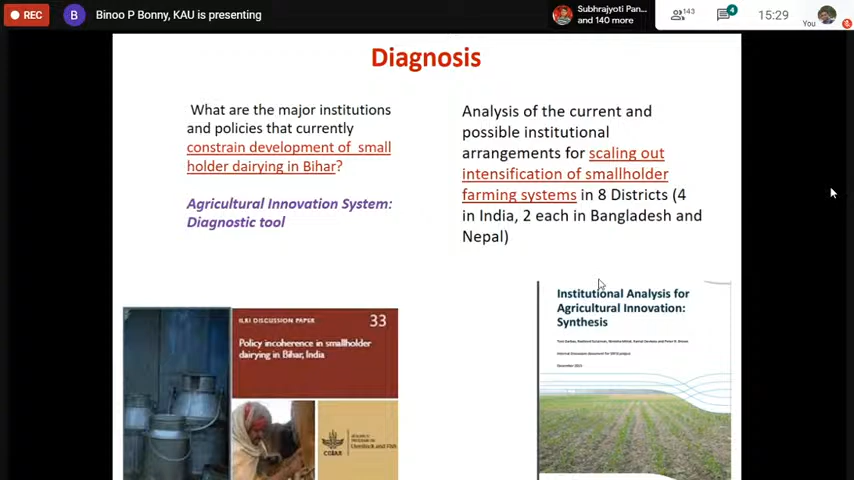 REC
B
Binoo P Bonny, KAU is presenting
Subhrajyoti Pan...
and 140 more
143
4
15:29
You
Diagnosis
What are the major institutions
and policies that currently
constrain development of small
holder dairying in Bihar?
Agricultural Innovation System:
Diagnostic tool
Analysis of the current and
possible institutional
arrangements for scaling out
intensification of smallholder
farming systems in 8 Districts (4
in India, 2 each in Bangladesh and
Nepal)
ILRI DISCUSSION PAPER 33
Policy incoherence in smallholder
dairying in Bihar, India
CGIAR
Livestock and Fish
Institutional Analysis for
Agricultural Innovation:
Synthesis